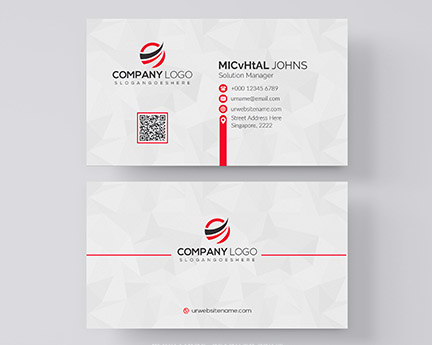 COMPANY LOGO
SLOGANGOESHERE
MICvHtAL JOHNS
Solution Manager
+000 12345 6789
urname@email.com
urwebsitename.com
Street Address Here
Singapore, 2222
COMPANY LOGO
SLOGANGOESHERE
urwebsitename.com